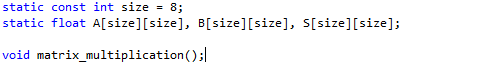 static const int size = 8;
static float A[size][size], B[size][size], S[size][size];
void matrix_multiplication();